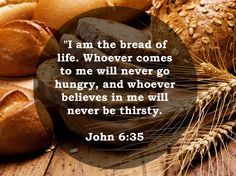 "I am the bread of
life. Whoever comes
to me will never go
hungry, and whoever
believes in me will
never be thirsty.
John 6:35